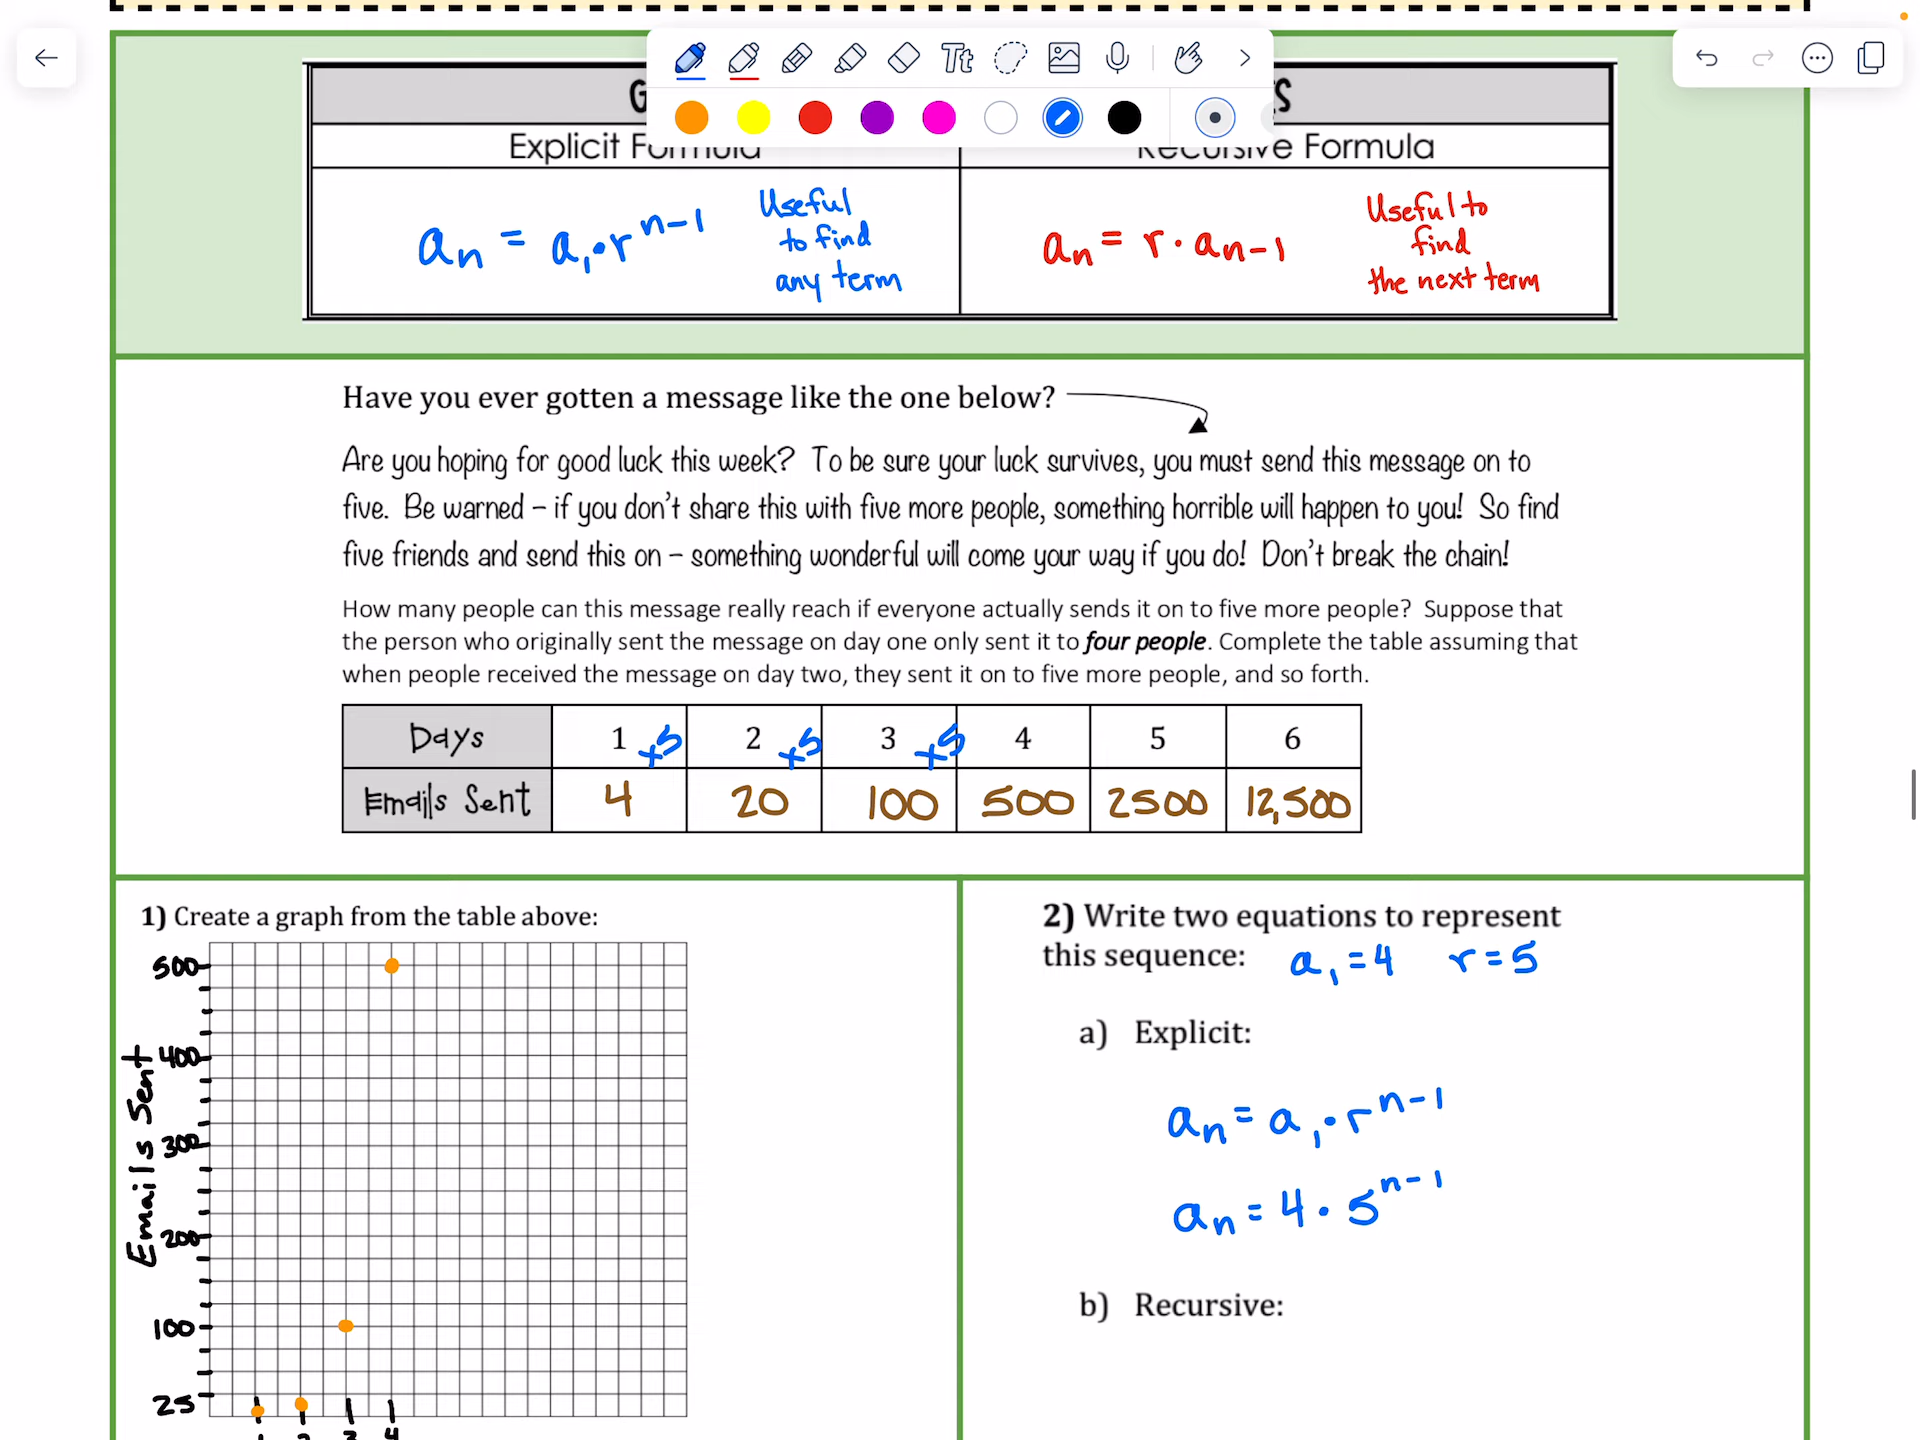 Tt
G
S
Explicit Formula
Recursive Formula
aₙ = a₁•r^(n-1)
Useful
to find
any term
aₙ = r•aₙ₋₁
Useful to
find
the next term
Have you ever gotten a message like the one below?
Are you hoping for good luck this week? To be sure your luck survives, you must send this message on to
five. Be warned – if you don't share this with five more people, something horrible will happen to you! So find
five friends and send this on – something wonderful will come your way if you do! Don't break the chain!
How many people can this message really reach if everyone actually sends it on to five more people? Suppose that
the person who originally sent the message on day one only sent it to four people. Complete the table assuming that
when people received the message on day two, they sent it on to five more people, and so forth.
Days 1 x5 2 x5 3 x5 4 5 6
Emails Sent 4 20 100 500 2500 12,500
1) Create a graph from the table above:
500
400
300
200
100
25
Emails Sent
1 2 3 4
2) Write two equations to represent
this sequence: a₁ = 4 r = 5
a) Explicit:
aₙ = a₁•r^(n-1)
aₙ = 4•5^(n-1)
b) Recursive: